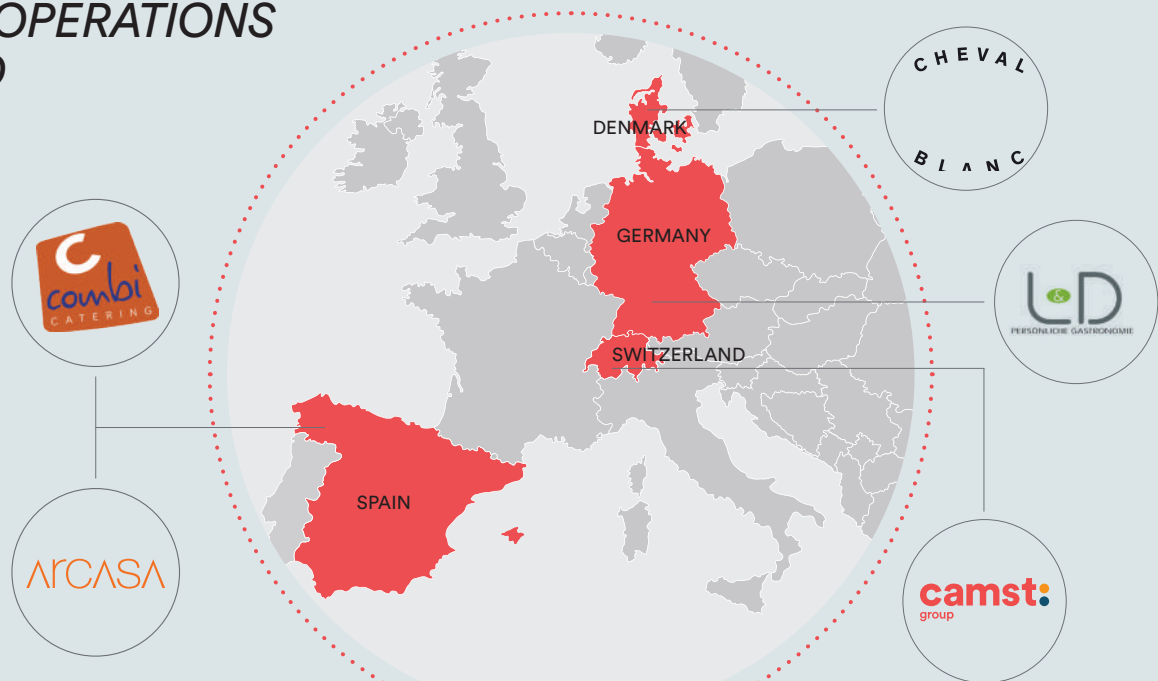 OPERATIONS
CHEVAL
BLANC
DENMARK
GERMANY
combi
CATERING
L&D
PERSÖNLICHE GASTRONOMIE
SWITZERLAND
SPAIN
ARCASA
camst:
group